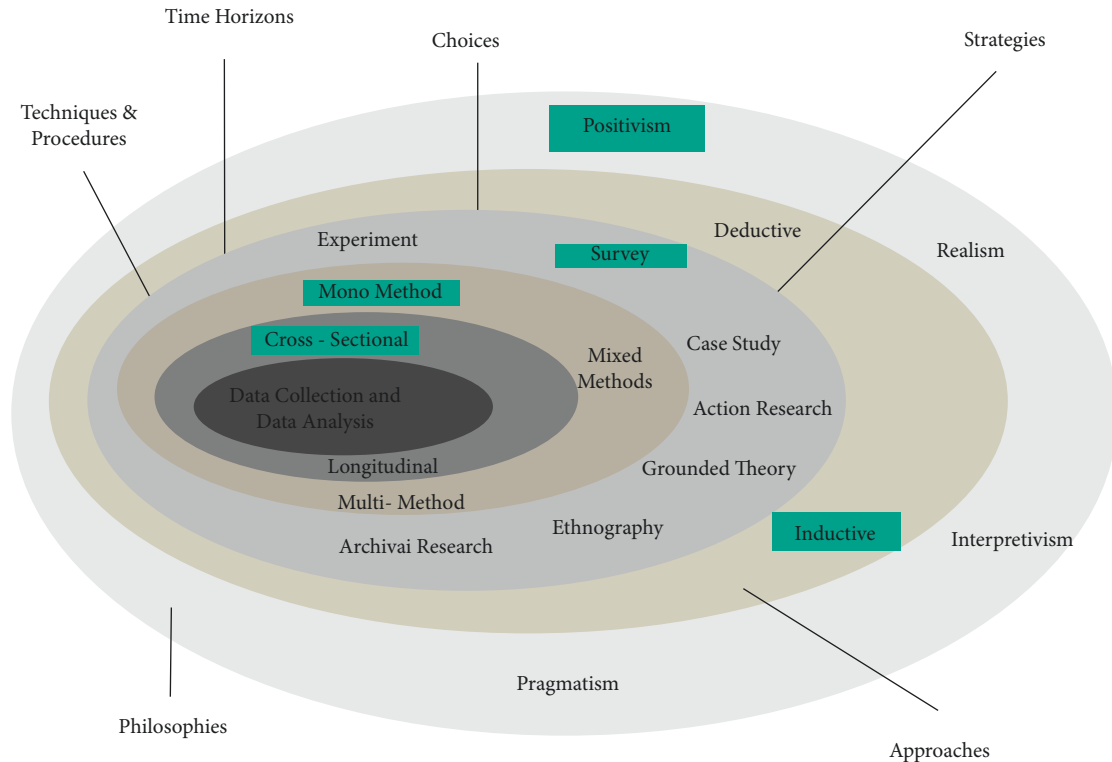 Time Horizons
Choices
Strategies
Techniques &
Procedures
Positivism
Deductive
Experiment
Survey
Realism
Mono Method
Cross - Sectional
Case Study
Mixed
Methods
Data Collection and
Data Analysis
Action Research
Longitudinal
Grounded Theory
Multi- Method
Ethnography
Inductive
Archivai Research
Interpretivism
Pragmatism
Philosophies
Approaches